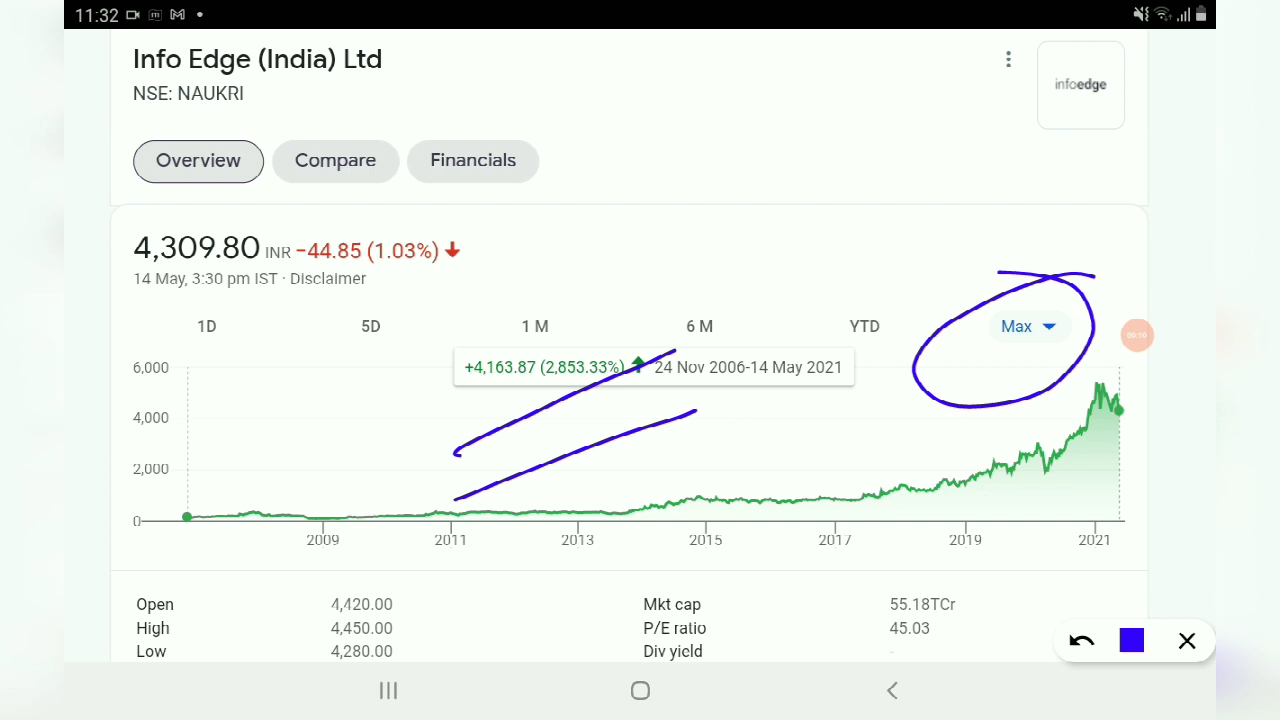 11:32
Info Edge (India) Ltd
NSE: NAUKRI
infoedge
Overview Compare Financials
4,309.80 INR −44.85 (1.03%)
14 May, 3:30 pm IST · Disclaimer
1D 5D 1 M 6 M YTD Max
+4,163.87 (2,853.33%) 24 Nov 2006-14 May 2021
6,000
4,000
2,000
0
2009 2011 2013 2015 2017 2019 2021
Open 4,420.00 Mkt cap 55.18TCr
High 4,450.00 P/E ratio 45.03
Low 4,280.00 Div yield -